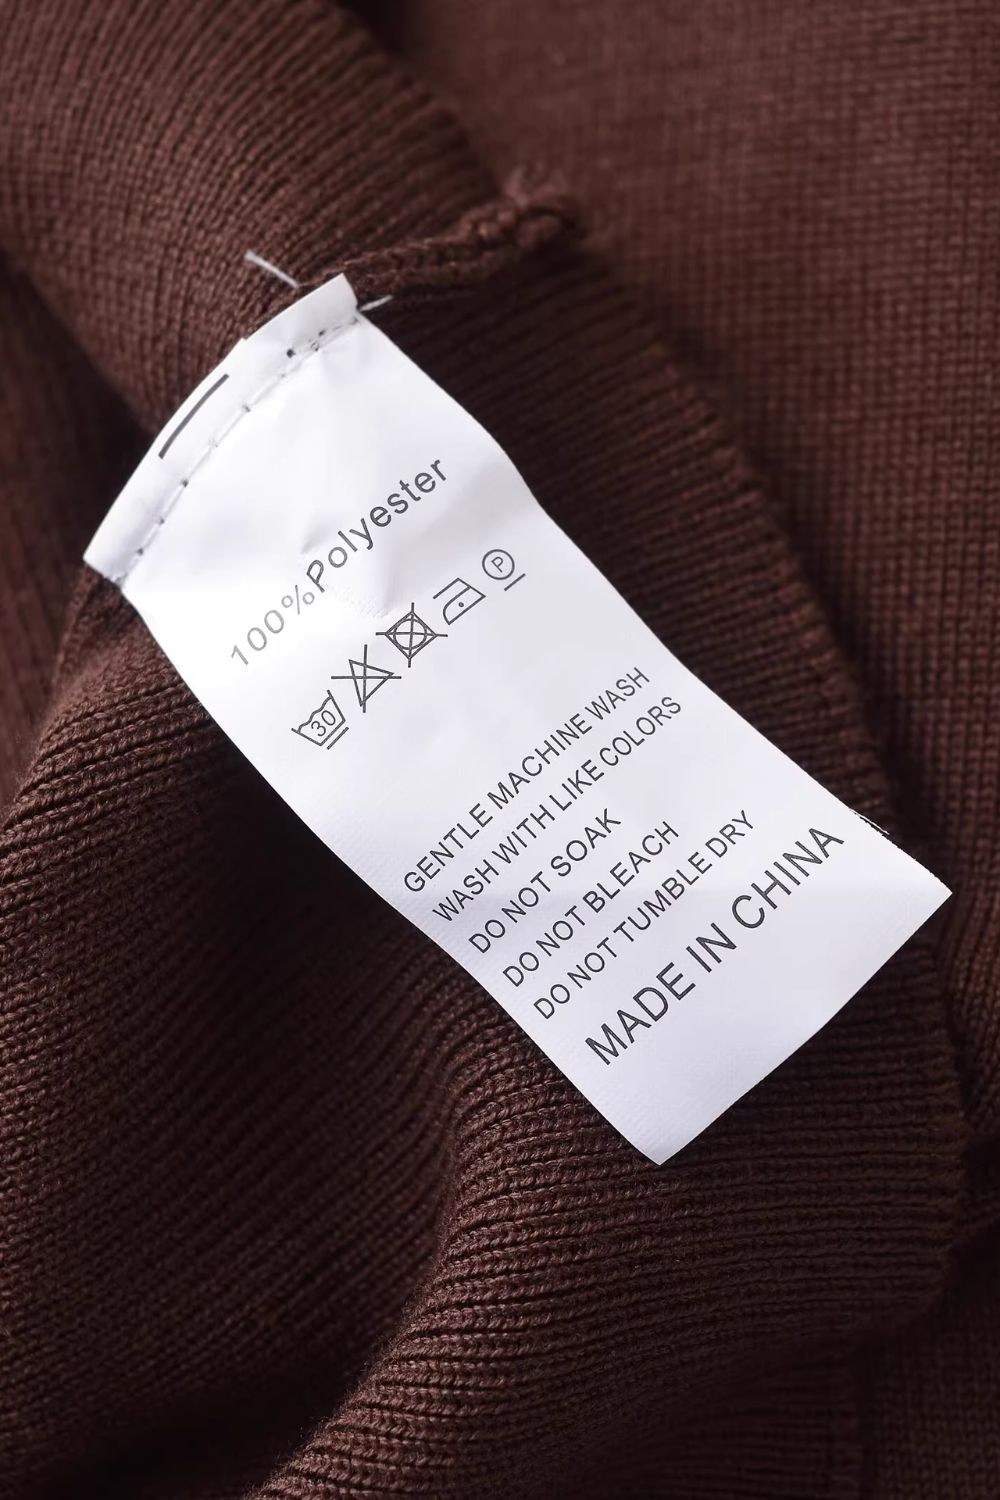 100%Polyester
30 P
GENTLE MACHINE WASH
WASH WITH LIKE COLORS
DO NOT SOAK
DO NOT BLEACH
DO NOT TUMBLE DRY
MADE IN CHINA